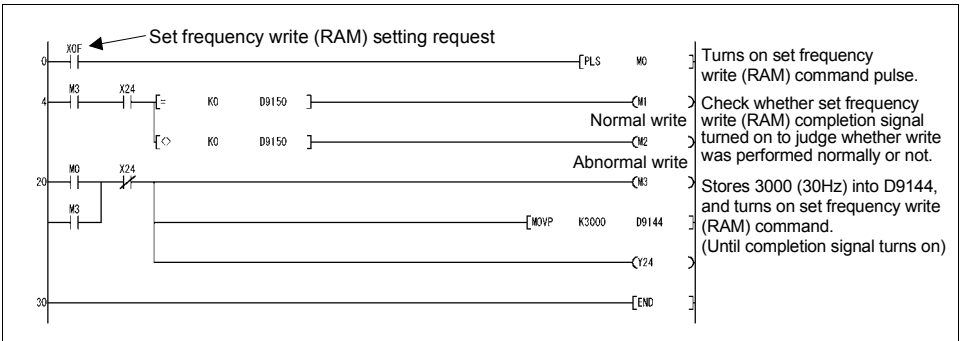 Set frequency write (RAM) setting request
X0F
0 [PLS M0 ]
Turns on set frequency
write (RAM) command pulse.
M3 X24
4 [= K0 D9150 ] (M1 )
Normal write
[<> K0 D9150 ] (M2 )
Abnormal write
Check whether set frequency
write (RAM) completion signal
turned on to judge whether write
was performed normally or not.
M0 X24
20 (M3 )
M3
[MOVP K3000 D9144 ]
(Y24 )
Stores 3000 (30Hz) into D9144,
and turns on set frequency write
(RAM) command.
(Until completion signal turns on)
30 [END ]